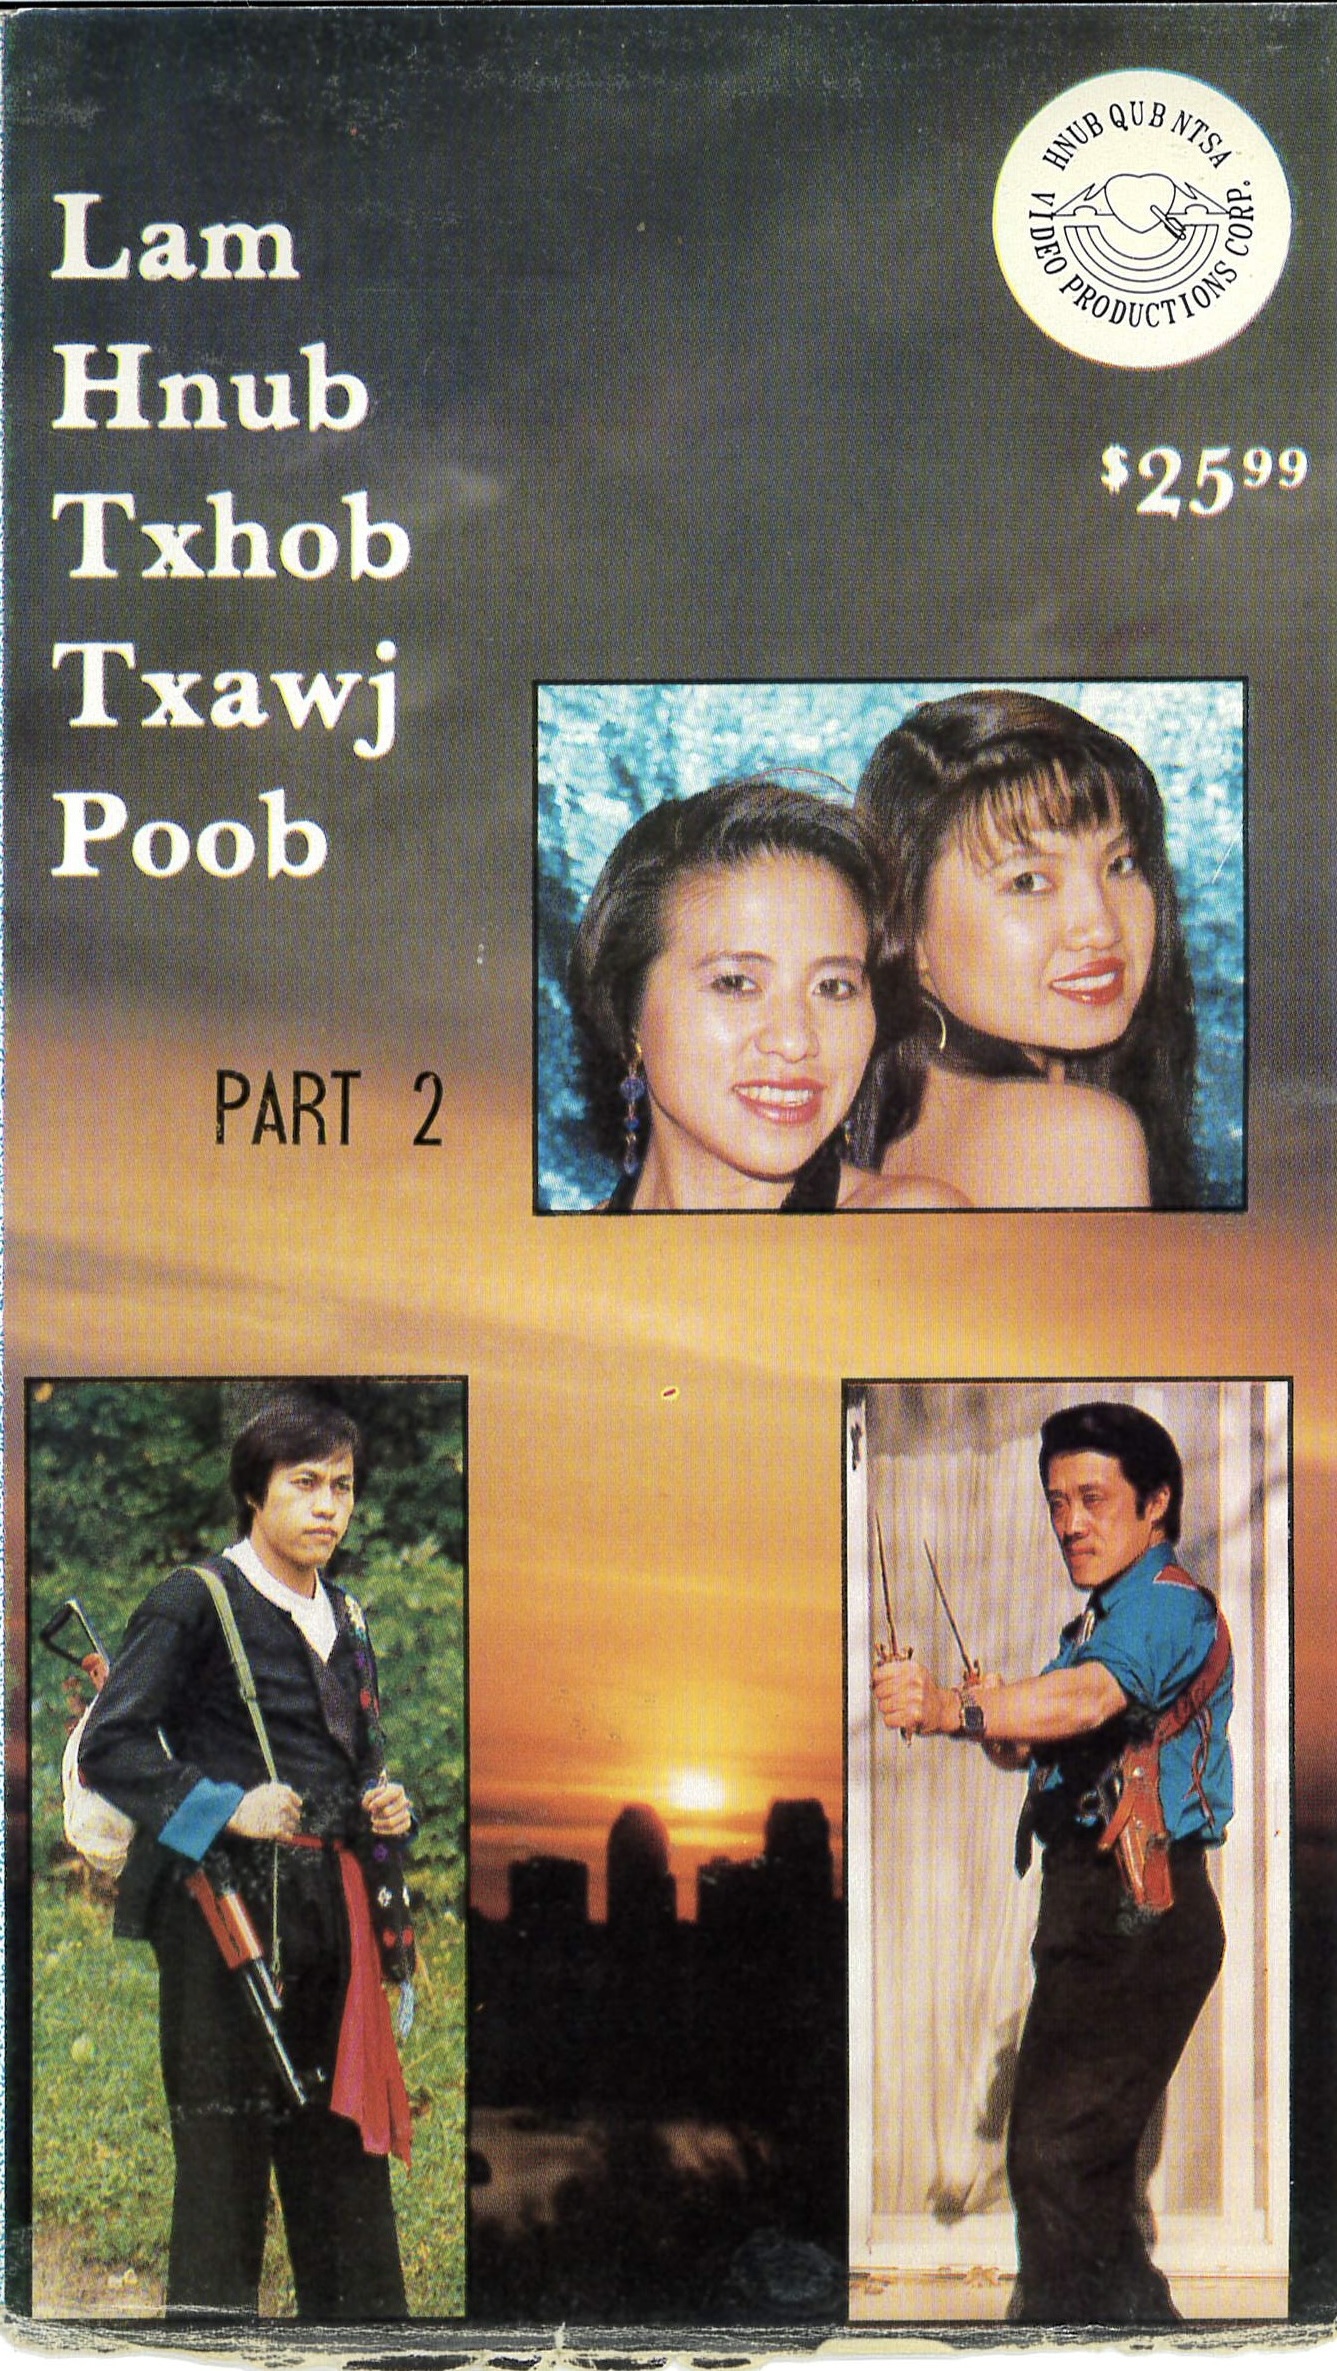 HNUB QUB NTSA
VIDEO PRODUCTIONS CORP.
Lam
Hnub
Txhob
Txawj
Poob
$25.99
PART 2